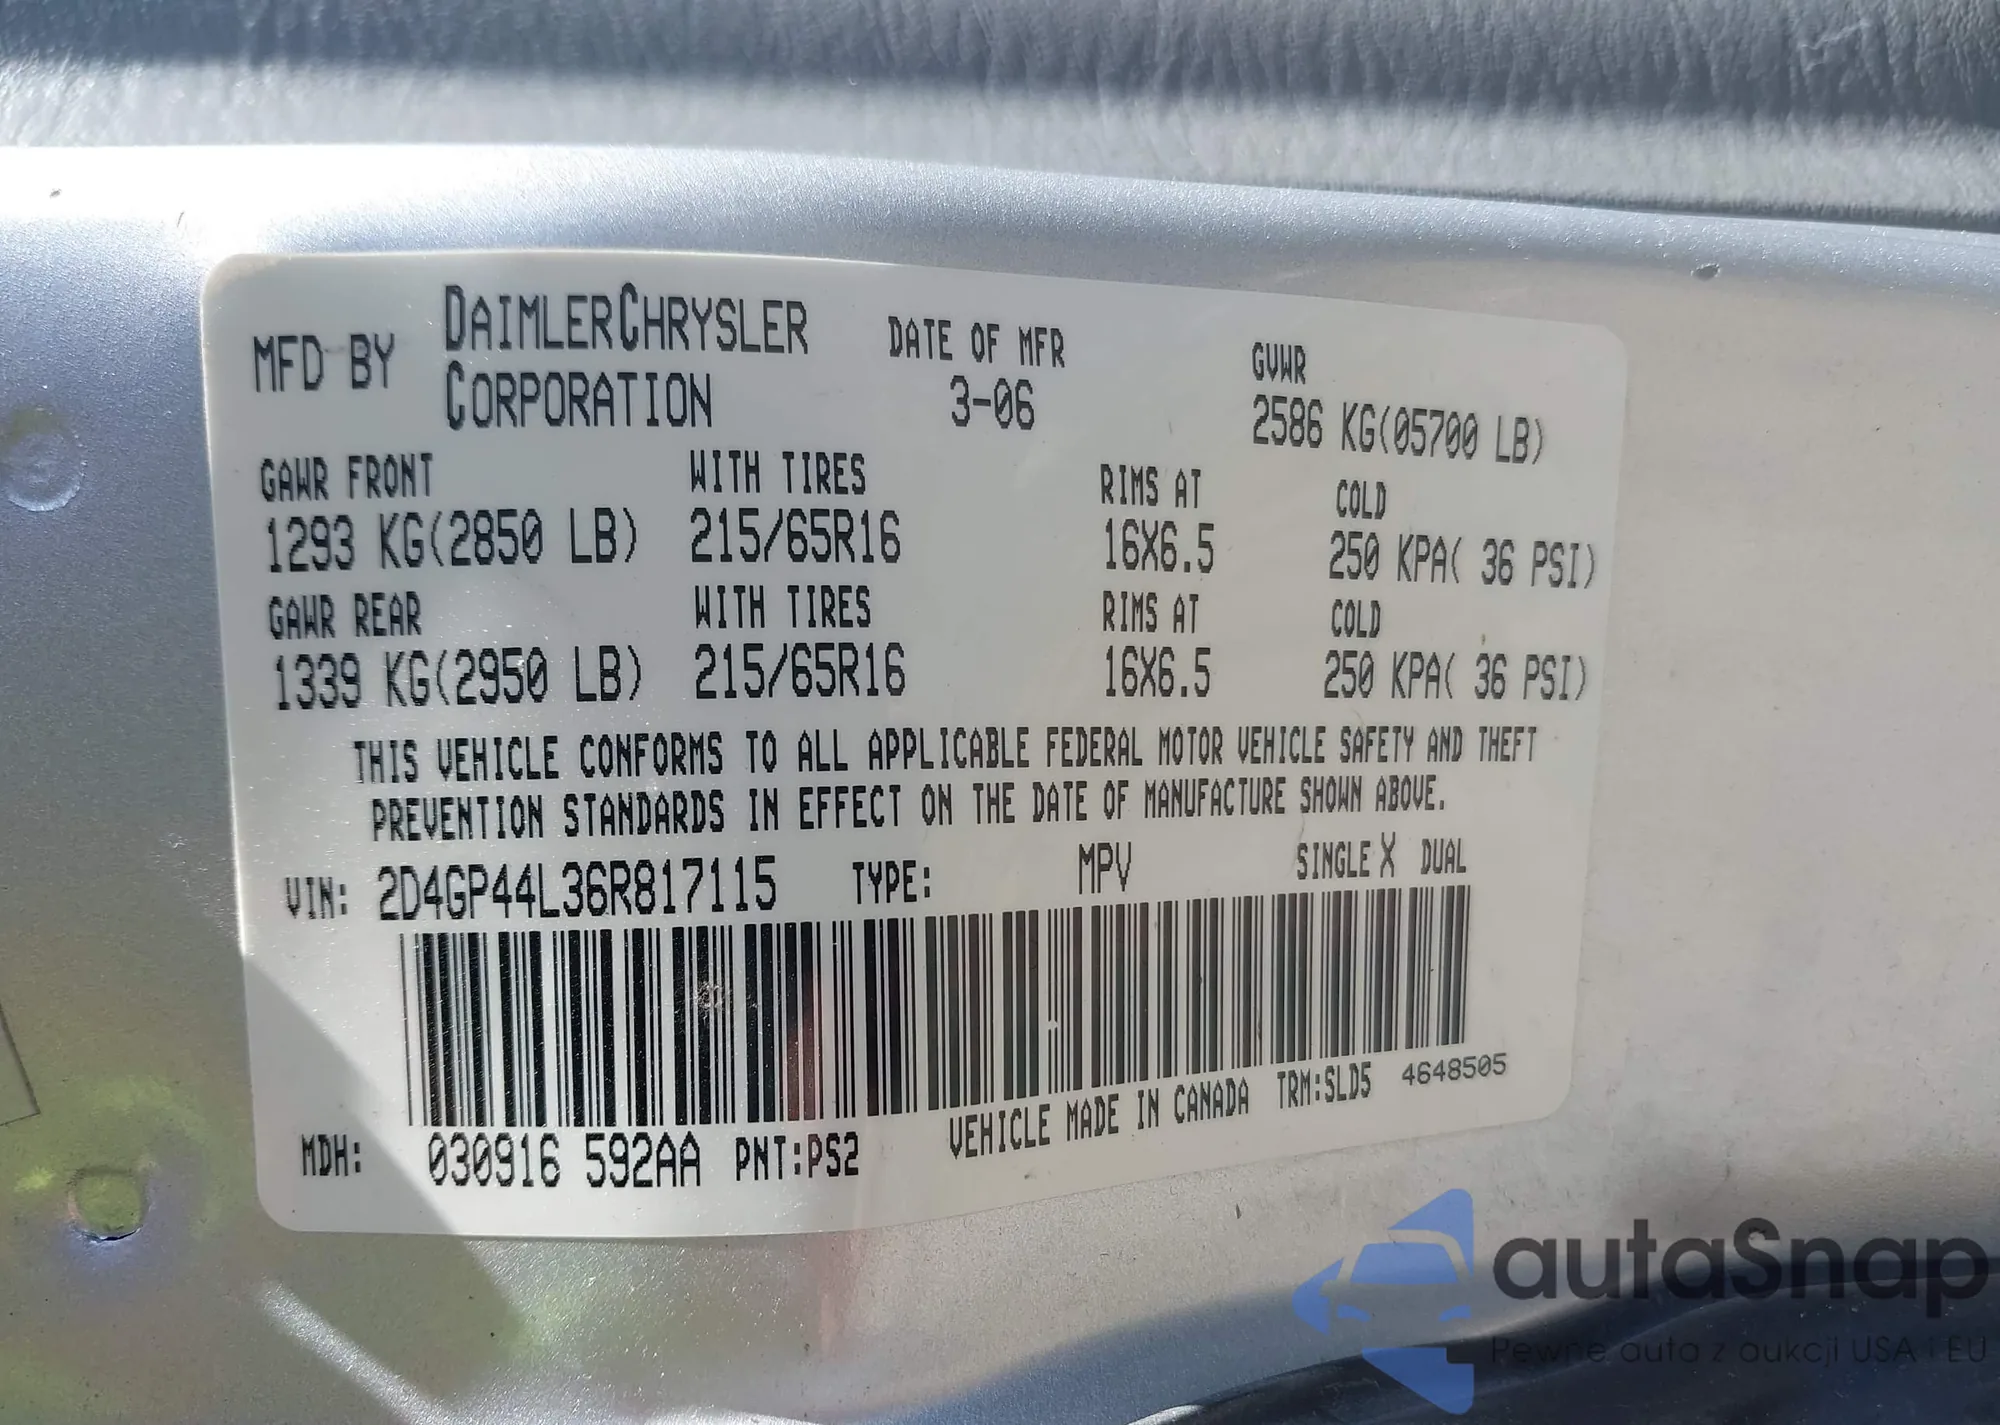 MFD BY DAIMLERCHRYSLER CORPORATION DATE OF MFR 3-06 GVWR 2586 KG(05700 LB)
GAWR FRONT WITH TIRES RIMS AT COLD
1293 KG(2850 LB) 215/65R16 16X6.5 250 KPA( 36 PSI)
GAWR REAR WITH TIRES RIMS AT COLD
1339 KG(2950 LB) 215/65R16 16X6.5 250 KPA( 36 PSI)
THIS VEHICLE CONFORMS TO ALL APPLICABLE FEDERAL MOTOR VEHICLE SAFETY AND THEFT
PREVENTION STANDARDS IN EFFECT ON THE DATE OF MANUFACTURE SHOWN ABOVE.
VIN: 2D4GP44L36R817115 TYPE: MPV SINGLE X DUAL
MDH: 030916 592AA PNT:PS2 VEHICLE MADE IN CANADA TRM:SLD5 4648505
autaSnap
Pewne auta z aukcji USA i EU